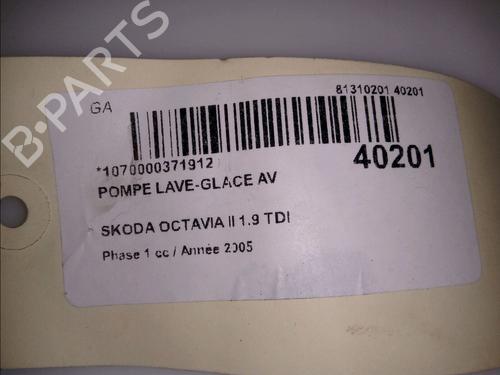 B-PARTS
GA
81310201 40201
*1070000371912
40201
POMPE LAVE-GLACE AV
SKODA OCTAVIA II 1.9 TDI
Phase 1 cc / Année 2005